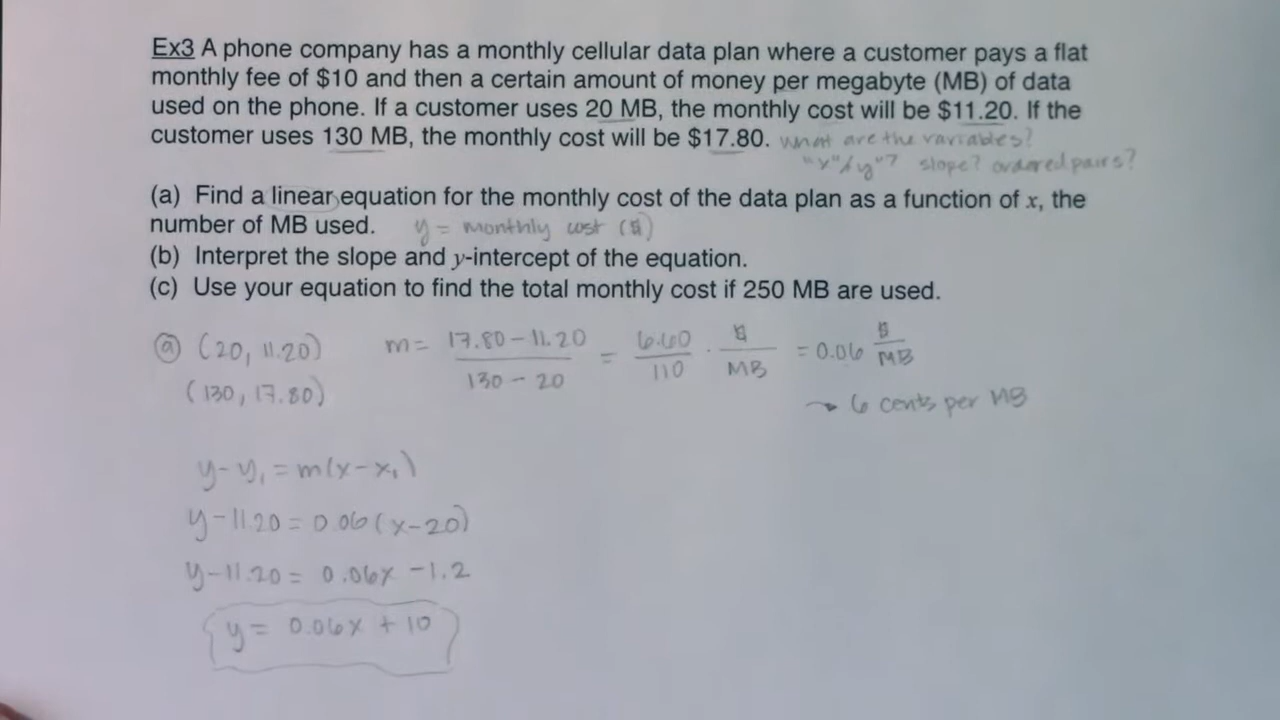 Ex3 A phone company has a monthly cellular data plan where a customer pays a flat
monthly fee of $10 and then a certain amount of money per megabyte (MB) of data
used on the phone. If a customer uses 20 MB, the monthly cost will be $11.20. If the
customer uses 130 MB, the monthly cost will be $17.80. what are the variables?
"x"/"y"? slope? ordered pairs?
(a) Find a linear equation for the monthly cost of the data plan as a function of x, the
number of MB used. y = monthly cost ($)
(b) Interpret the slope and y-intercept of the equation.
(c) Use your equation to find the total monthly cost if 250 MB are used.
ⓐ (20, 11.20) m = (17.80 - 11.20)/(130 - 20) = 6.60/110 · $/MB = 0.06 $/MB
(130, 17.80)
→ 6 cents per MB
y - y₁ = m(x - x₁)
y - 11.20 = 0.06(x - 20)
y - 11.20 = 0.06x - 1.2
y = 0.06x + 10